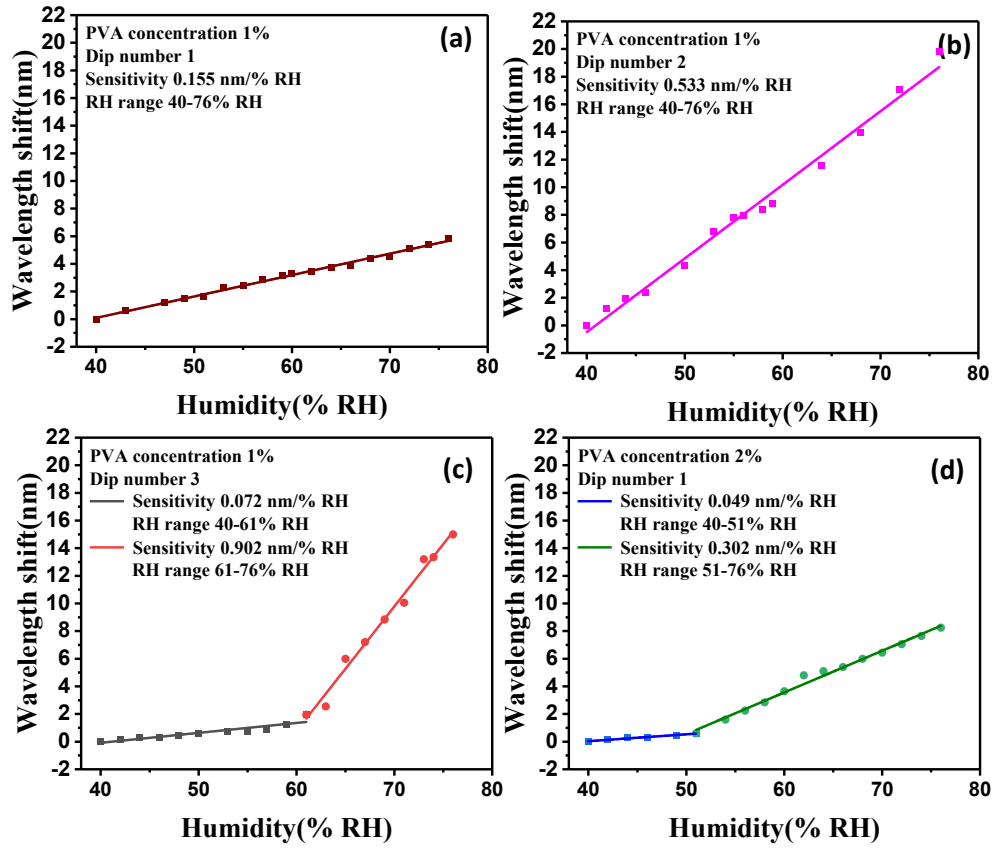 (a)
PVA concentration 1%
Dip number 1
Sensitivity 0.155 nm/% RH
RH range 40-76% RH
Wavelength shift(nm)
22
20
18
16
14
12
10
8
6
4
2
0
-2
40
50
60
70
80
Humidity(% RH)
(b)
PVA concentration 1%
Dip number 2
Sensitivity 0.533 nm/% RH
RH range 40-76% RH
Wavelength shift(nm)
22
20
18
16
14
12
10
8
6
4
2
0
-2
40
50
60
70
80
Humidity(% RH)
(c)
PVA concentration 1%
Dip number 3
Sensitivity 0.072 nm/% RH
RH range 40-61% RH
Sensitivity 0.902 nm/% RH
RH range 61-76% RH
Wavelength shift(nm)
22
20
18
16
14
12
10
8
6
4
2
0
-2
40
50
60
70
80
Humidity(% RH)
(d)
PVA concentration 2%
Dip number 1
Sensitivity 0.049 nm/% RH
RH range 40-51% RH
Sensitivity 0.302 nm/% RH
RH range 51-76% RH
Wavelength shift(nm)
22
20
18
16
14
12
10
8
6
4
2
0
-2
40
50
60
70
80
Humidity(% RH)